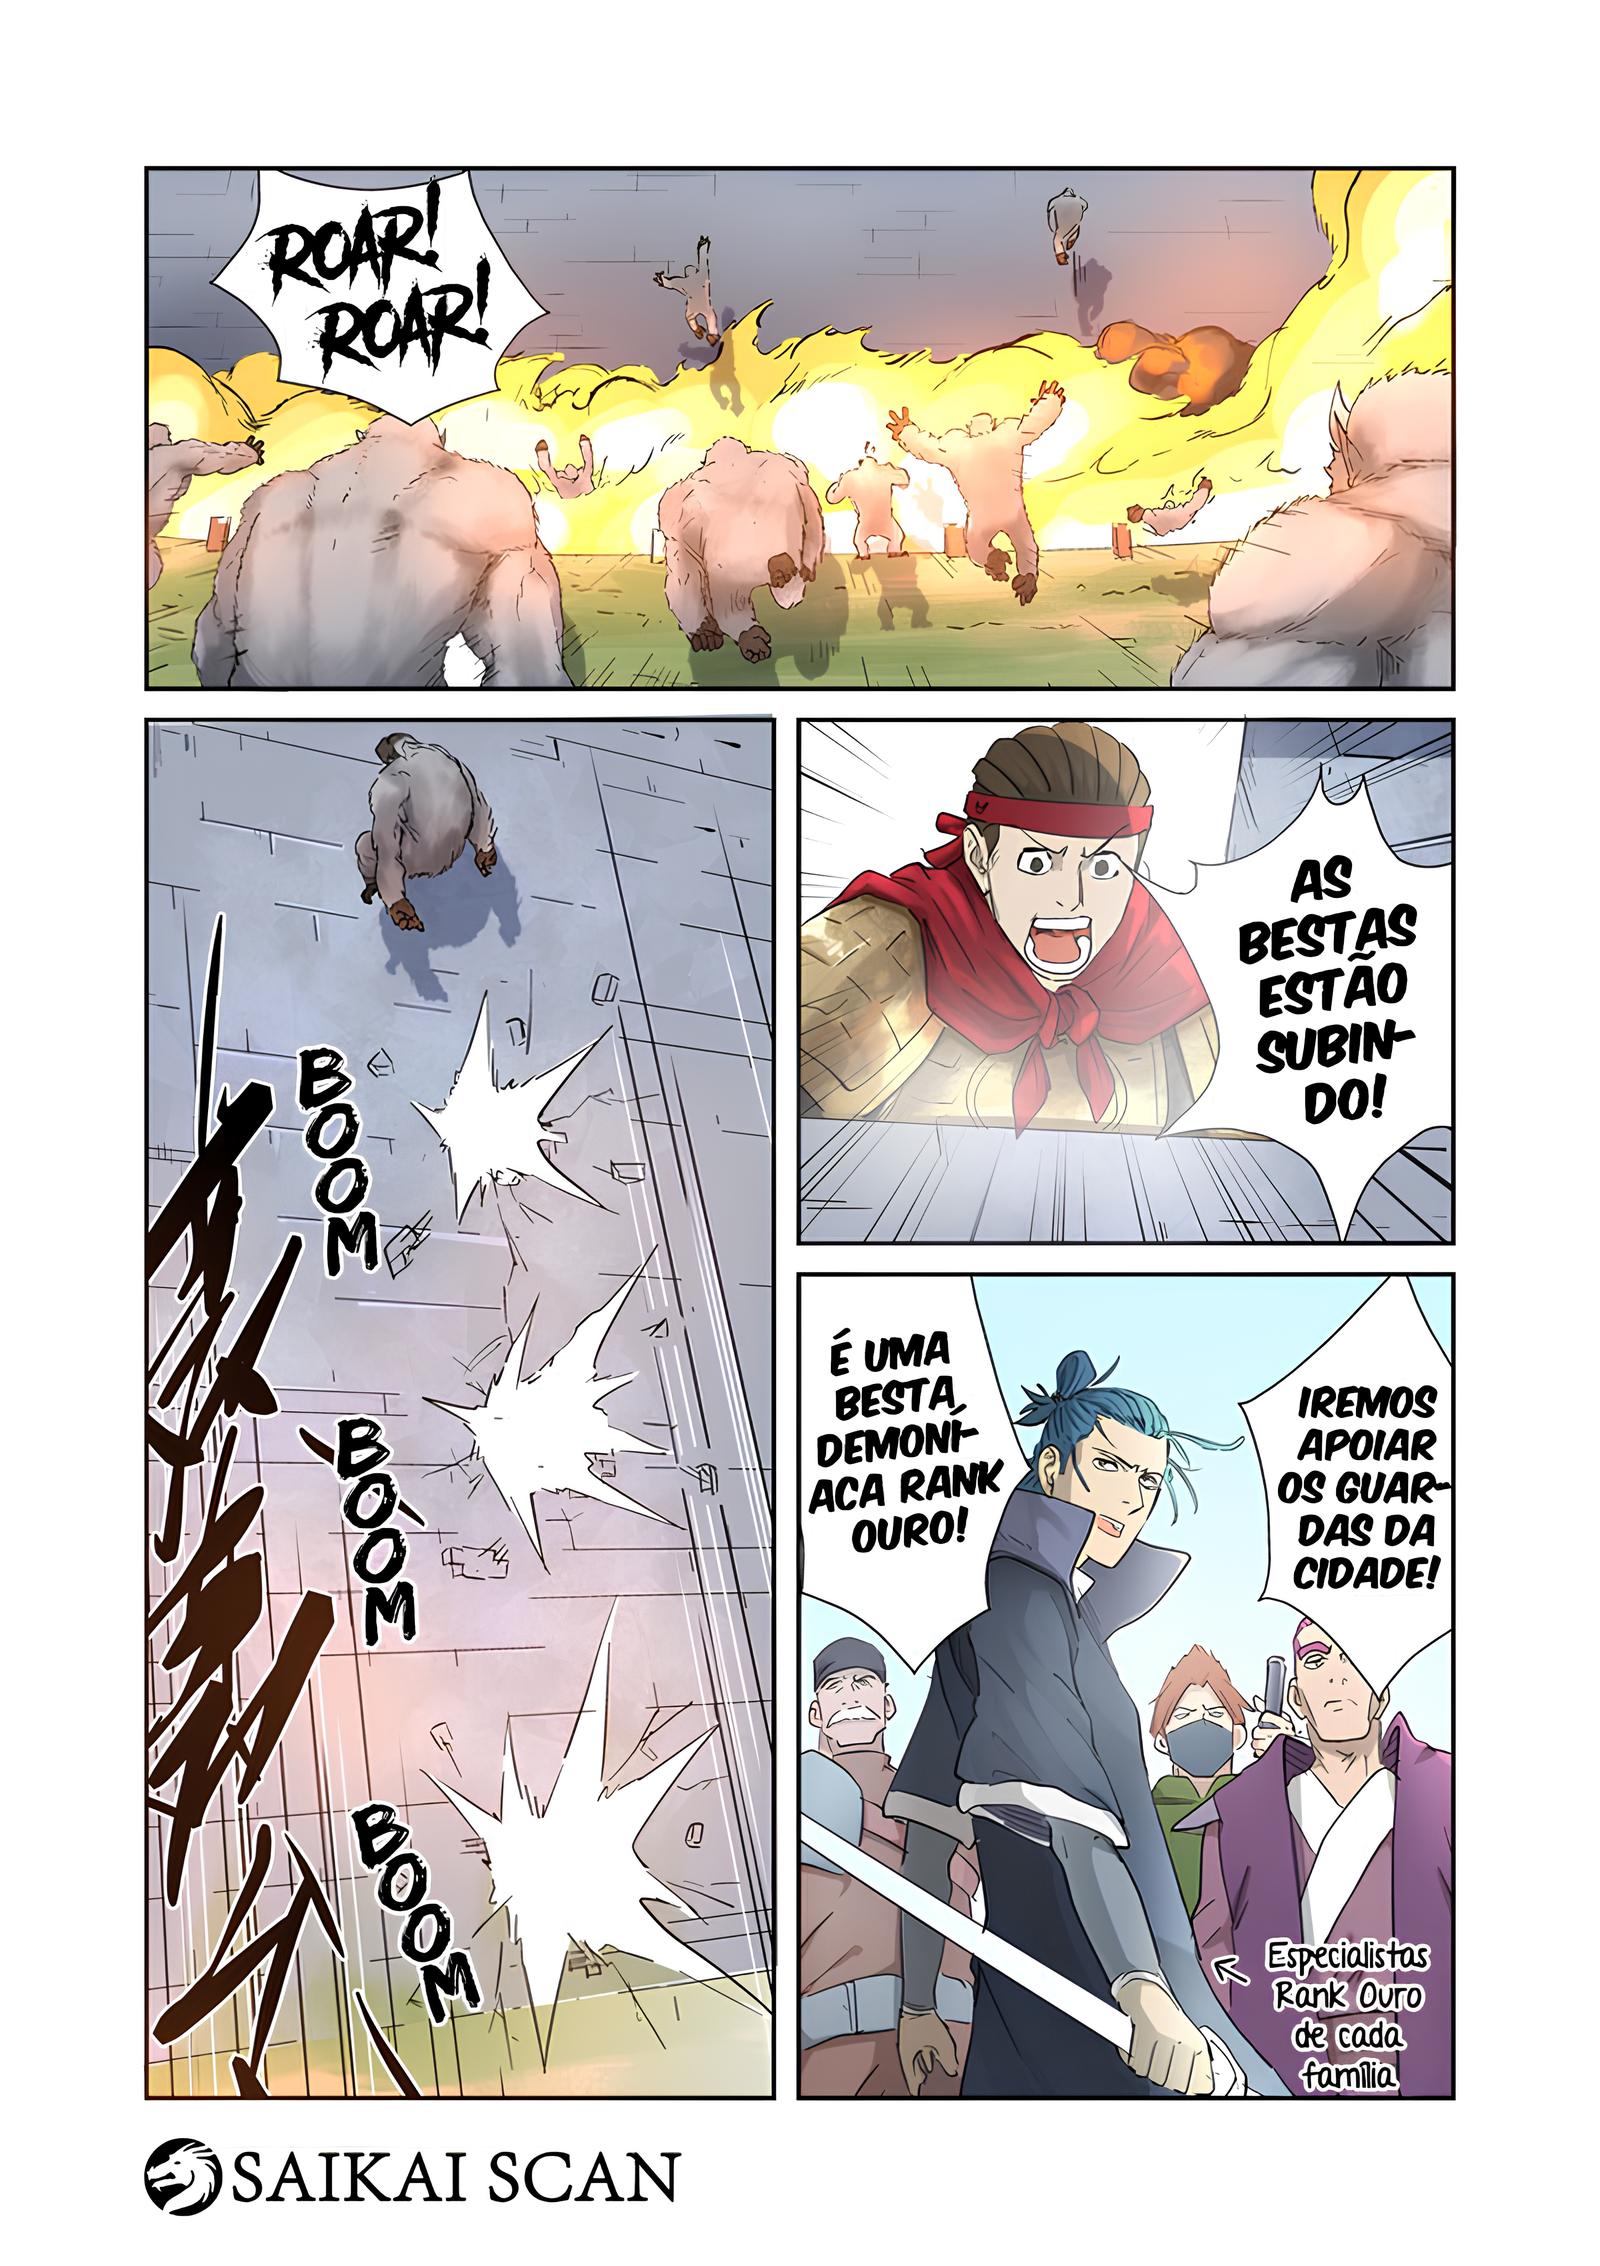 ROAR!
ROAR!
AS
BESTAS
ESTÃO
SUBIN-
DO!
BOOM
BOOM
BOOM
É UMA
BESTA
DEMONÍ-
ACA RANK
OURO!
IREMOS
APOIAR
OS GUAR-
DAS DA
CIDADE!
Especialistas
Rank Ouro
de cada
família
SAIKAI SCAN